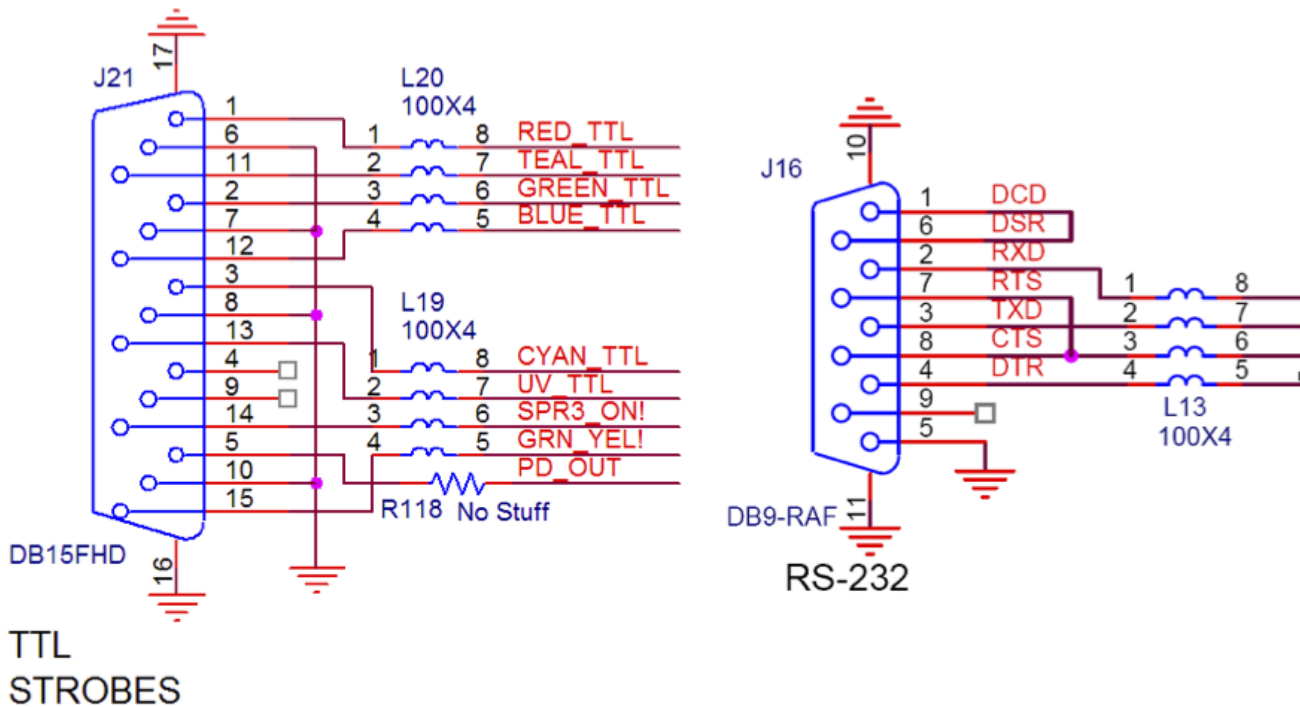 17
J21
1
6
11
2
7
12
3
8
13
4
9
14
5
10
15
16
DB15FHD
L20
100X4
1 8 RED_TTL
2 7 TEAL_TTL
3 6 GREEN_TTL
4 5 BLUE_TTL
L19
100X4
1 8 CYAN_TTL
2 7 UV_TTL
3 6 SPR3_ON!
4 5 GRN_YEL!
PD_OUT
R118 No Stuff
TTL
STROBES
10
J16
1 DCD
6 DSR
2 RXD
7 RTS
3 TXD
8 CTS
4 DTR
9
5
1 8
2 7
3 6
4 5
L13
100X4
DB9-RAF
11
RS-232